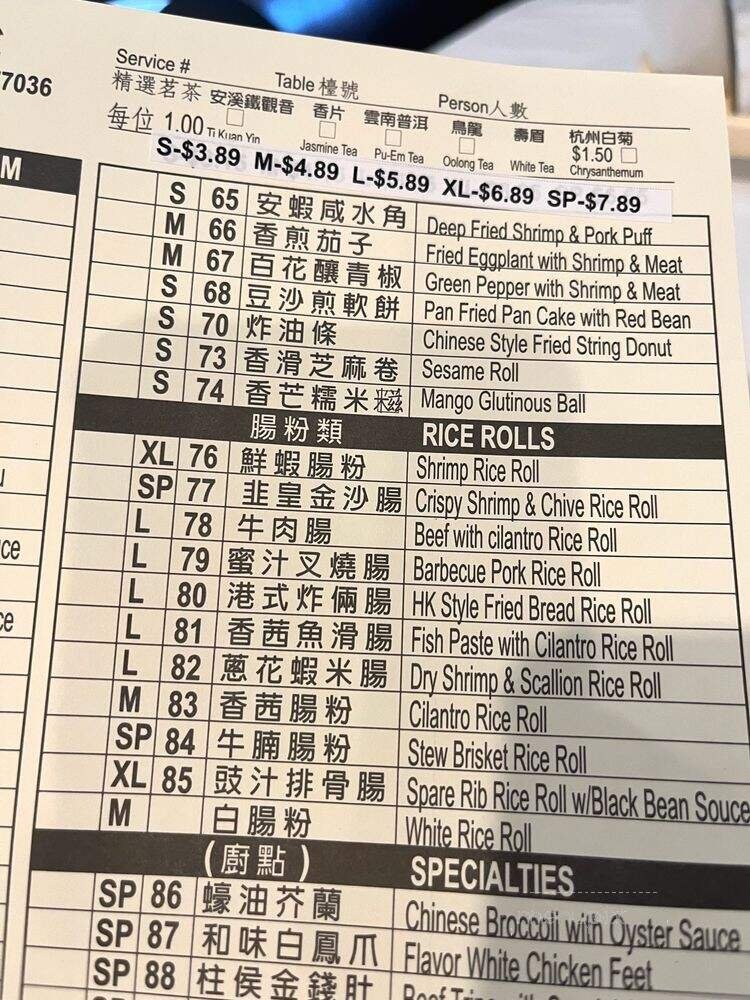 7036
Service # Table 檯號 Person人數
精選茗茶 安溪鐵觀音 香片 雲南普洱 烏龍 壽眉 杭州白菊
每位 1.00 Ti Kuan Yin Jasmine Tea Pu-Em Tea Oolong Tea White Tea $1.50 Chrysanthemum
S-$3.89 M-$4.89 L-$5.89 XL-$6.89 SP-$7.89
M
S 65 安蝦咸水角 Deep Fried Shrimp & Pork Puff
M 66 香煎茄子 Fried Eggplant with Shrimp & Meat
M 67 百花釀青椒 Green Pepper with Shrimp & Meat
S 68 豆沙煎軟餅 Pan Fried Pan Cake with Red Bean
S 70 炸油條 Chinese Style Fried String Donut
S 73 香滑芝麻卷 Sesame Roll
S 74 香芒糯米糍 Mango Glutinous Ball
腸粉類 RICE ROLLS
XL 76 鮮蝦腸粉 Shrimp Rice Roll
SP 77 韭皇金沙腸 Crispy Shrimp & Chive Rice Roll
L 78 牛肉腸 Beef with cilantro Rice Roll
ce
L 79 蜜汁叉燒腸 Barbecue Pork Rice Roll
L 80 港式炸倆腸 HK Style Fried Bread Rice Roll
ce
L 81 香茜魚滑腸 Fish Paste with Cilantro Rice Roll
L 82 蔥花蝦米腸 Dry Shrimp & Scallion Rice Roll
M 83 香茜腸粉 Cilantro Rice Roll
SP 84 牛腩腸粉 Stew Brisket Rice Roll
XL 85 豉汁排骨腸 Spare Rib Rice Roll w/Black Bean Souce
M 白腸粉 White Rice Roll
(廚點) SPECIALTIES
SP 86 蠔油芥蘭 Chinese Broccoli with Oyster Sauce
SP 87 和味白鳳爪 Flavor White Chicken Feet
SP 88 柱侯金錢肚 Beef